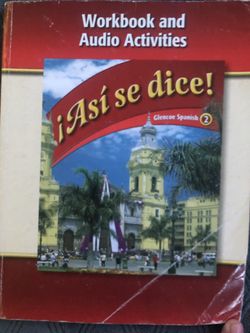 Workbook and
Audio Activities
¡Así se dice!
Glencoe Spanish 2